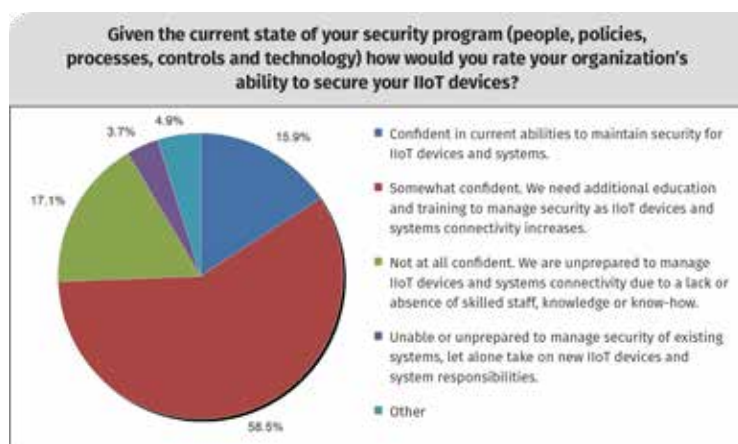 Given the current state of your security program (people, policies,
processes, controls and technology) how would you rate your organization's
ability to secure your IIoT devices?
4.9%
3.7%
15.9%
17.1%
58.5%
Confident in current abilities to maintain security for
IIoT devices and systems.
Somewhat confident. We need additional education
and training to manage security as IIoT devices and
systems connectivity increases.
Not at all confident. We are unprepared to manage
IIoT devices and systems connectivity due to a lack or
absence of skilled staff, knowledge or know-how.
Unable or unprepared to manage security of existing
systems, let alone take on new IIoT devices and
system responsibilities.
Other